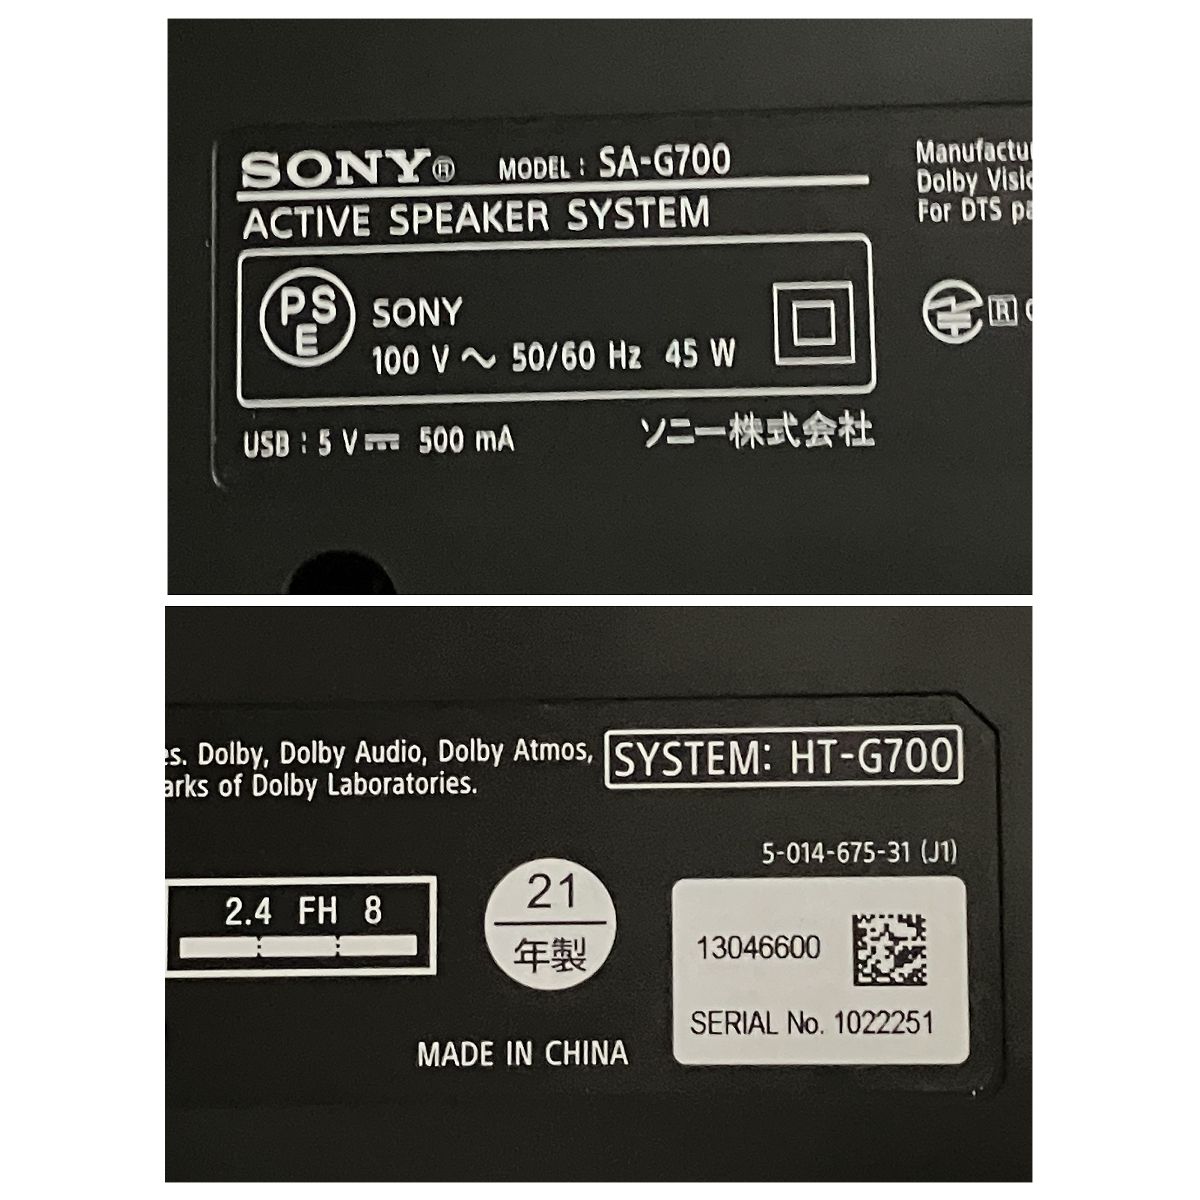 SONY® MODEL : SA-G700
ACTIVE SPEAKER SYSTEM
PSE SONY
100 V ~ 50/60 Hz 45 W
USB : 5 V ⎓ 500 mA ソニー株式会社
Manufactu
Dolby Visi
For DTS pa
R
es. Dolby, Dolby Audio, Dolby Atmos,
arks of Dolby Laboratories.
SYSTEM: HT-G700
5-014-675-31 (J1)
2.4 FH 8
21
年製
13046600
SERIAL No. 1022251
MADE IN CHINA